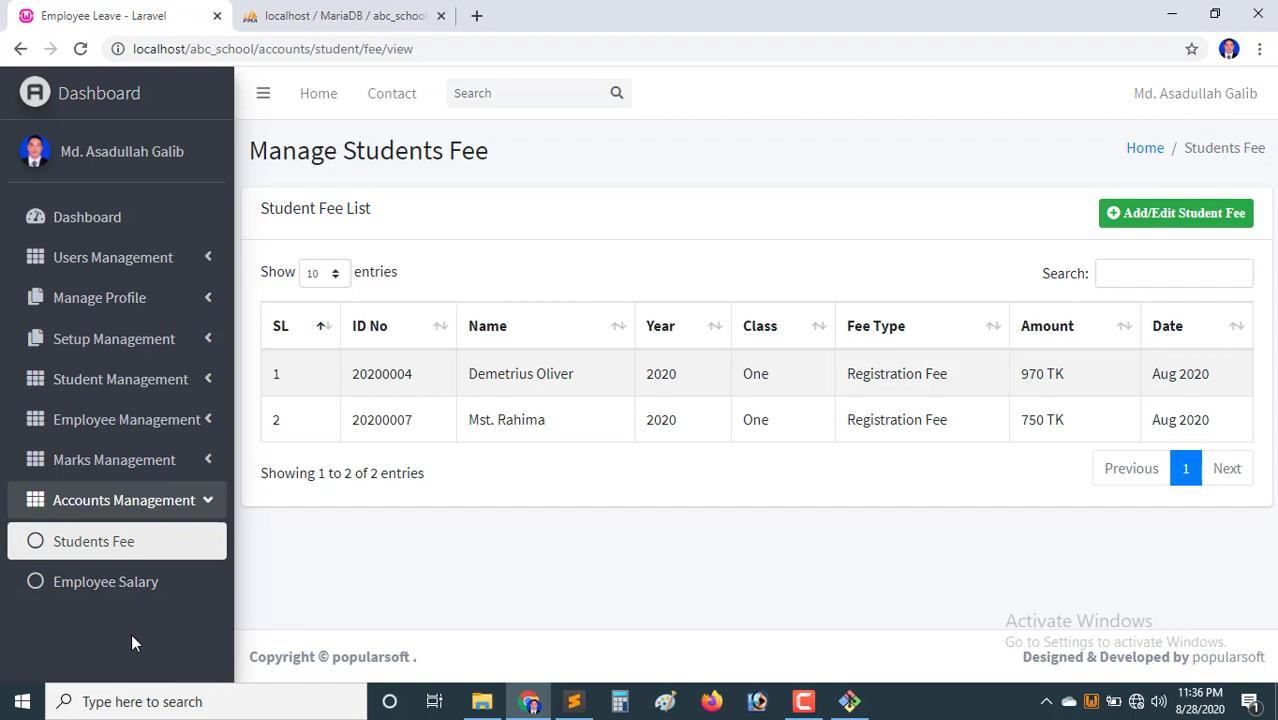 Employee Leave - Laravel
localhost / MariaDB / abc_school
localhost/abc_school/accounts/student/fee/view
Dashboard
Home
Contact
Search
Md. Asadullah Galib
Md. Asadullah Galib
Manage Students Fee
Home / Students Fee
Dashboard
Users Management
Manage Profile
Setup Management
Student Management
Employee Management
Marks Management
Accounts Management
Students Fee
Employee Salary
Student Fee List
Add/Edit Student Fee
Show 10 entries
Search:
SL ID No Name Year Class Fee Type Amount Date
1 20200004 Demetrius Oliver 2020 One Registration Fee 970 TK Aug 2020
2 20200007 Mst. Rahima 2020 One Registration Fee 750 TK Aug 2020
Showing 1 to 2 of 2 entries
Previous 1 Next
Activate Windows
Go to Settings to activate Windows.
Copyright © popularsoft .
Designed & Developed by popularsoft
Type here to search
11:36 PM
8/28/2020
1